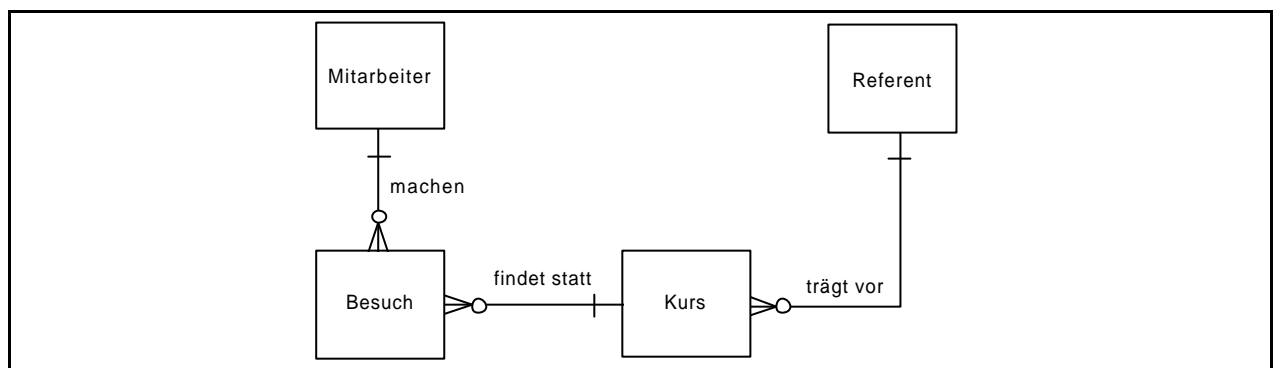 Mitarbeiter
Referent
machen
findet statt
trägt vor
Besuch
Kurs